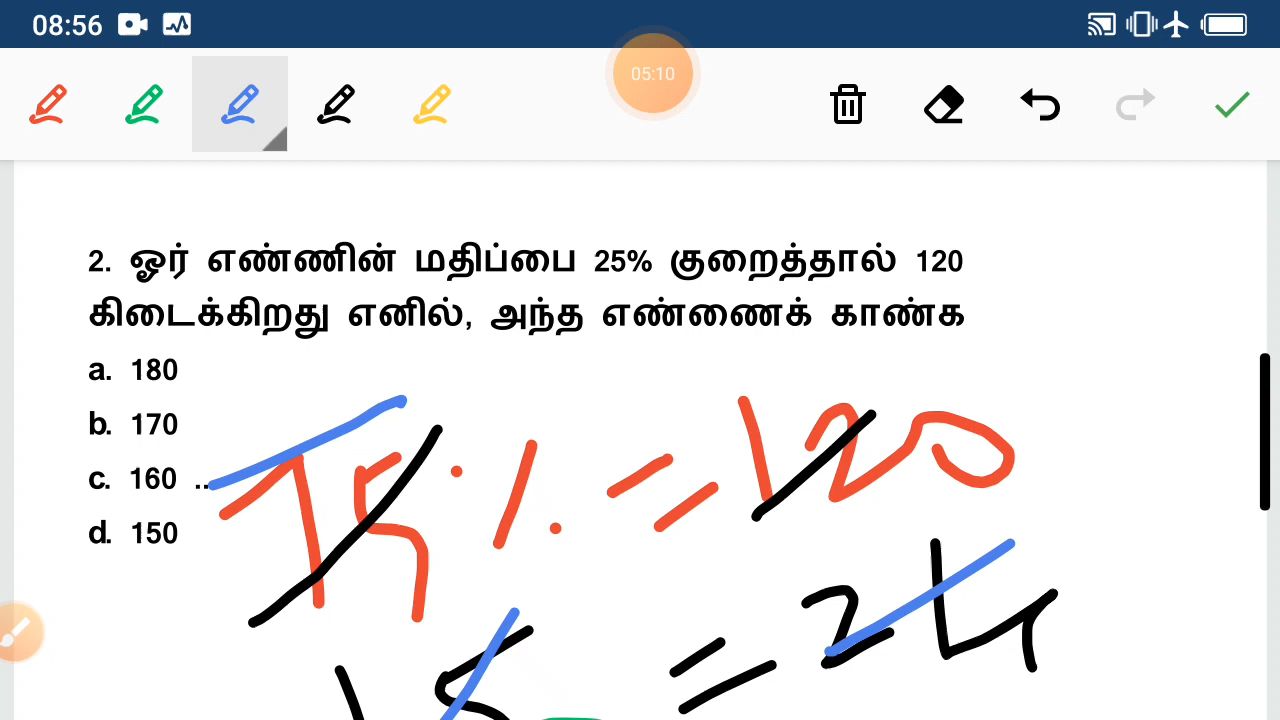 08:56
05:10
2. ஓர் எண்ணின் மதிப்பை 25% குறைத்தால் 120
கிடைக்கிறது எனில், அந்த எண்ணைக் காண்க
a. 180
b. 170
c. 160 ..
d. 150
75% = 120
15 = 24